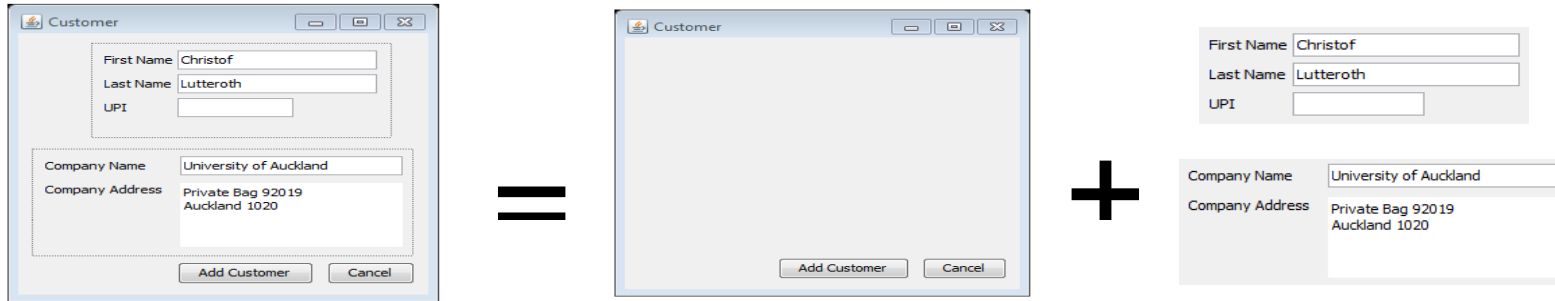 Customer
First Name Christof
Last Name Lutteroth
UPI
Company Name University of Auckland
Company Address Private Bag 92019
Auckland 1020
Add Customer Cancel
=
Customer
Add Customer Cancel
+
First Name Christof
Last Name Lutteroth
UPI
Company Name University of Auckland
Company Address Private Bag 92019
Auckland 1020